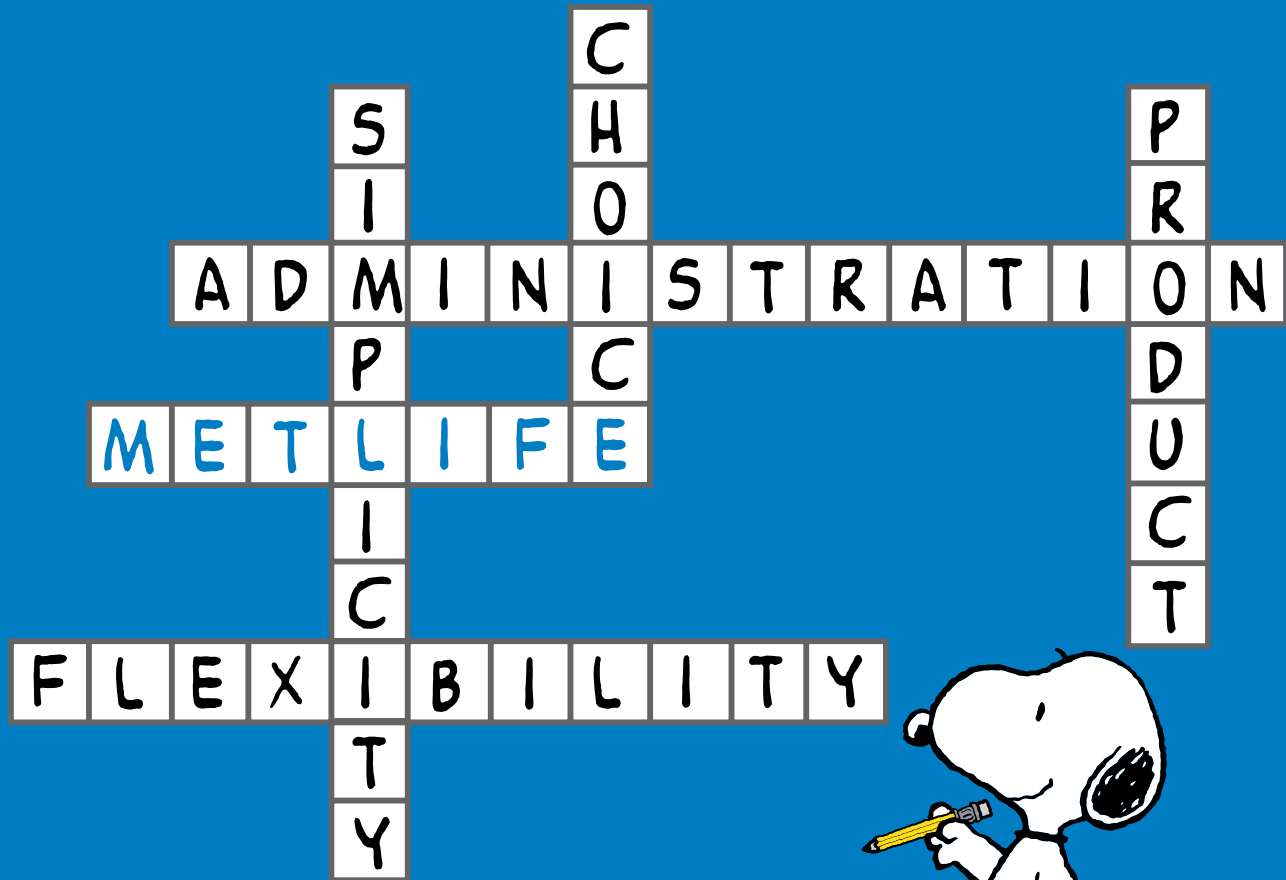 CHOICE
SIMPLICITY
PRODUCT
ADMINISTRATION
METLIFE
FLEXIBILITY